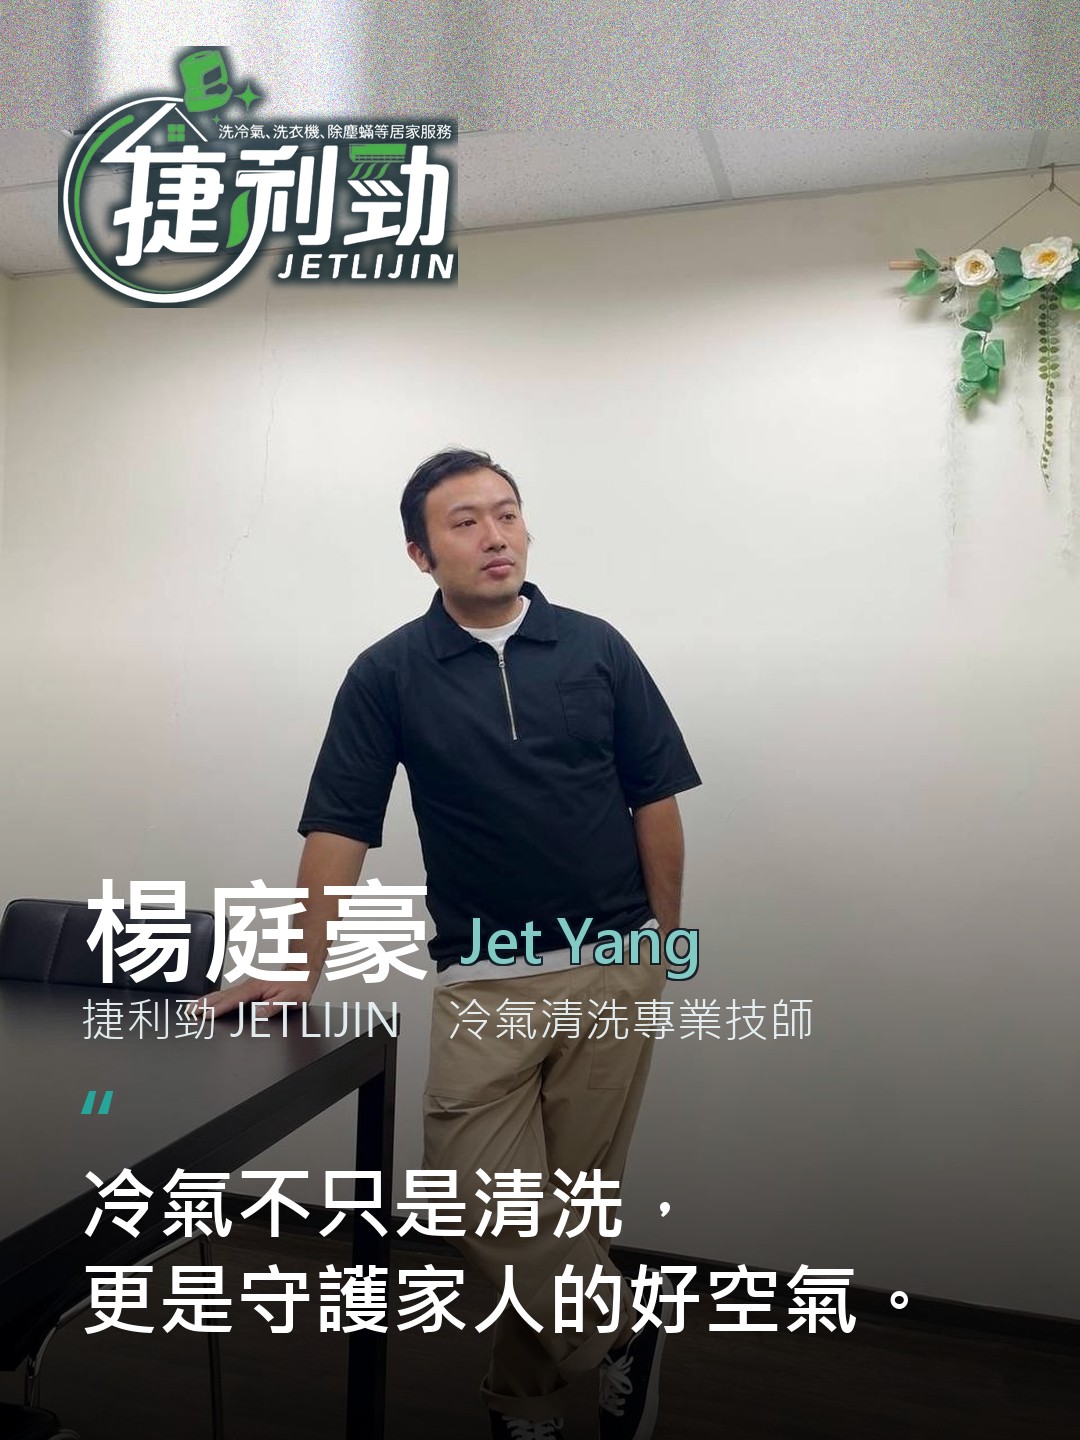 洗冷氣、洗衣機、除塵蟎等居家服務
捷利勁
JETLIJIN
楊庭豪 Jet Yang
捷利勁 JETLIJIN 冷氣清洗專業技師
“
冷氣不只是清洗，
更是守護家人的好空氣。